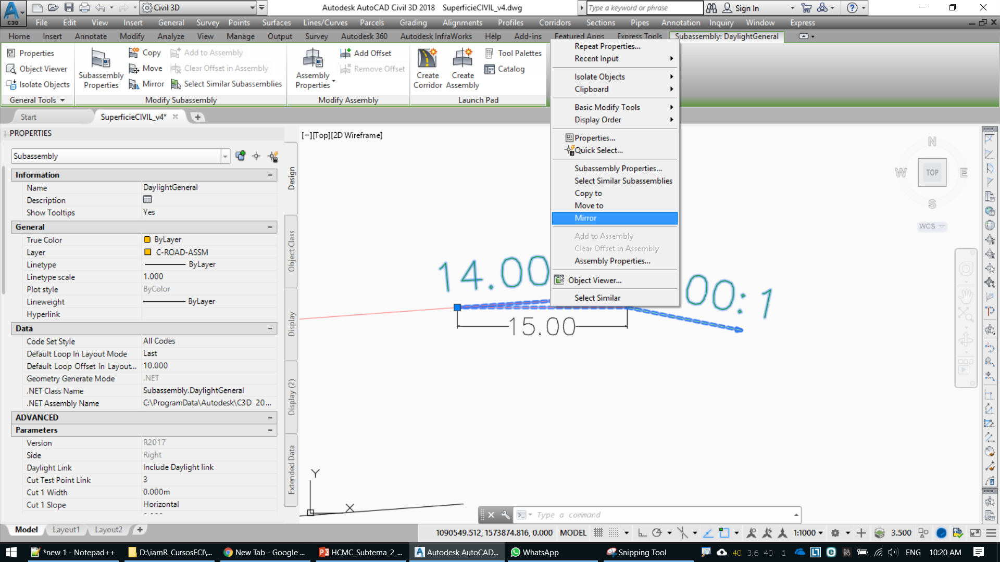 Civil 3D
Autodesk AutoCAD Civil 3D 2018 SuperficieCIVIL_v4.dwg
Type a keyword or phrase
Sign In
C3D
File Edit View Insert General Survey Points Surfaces Lines/Curves Parcels Grading Alignments Profiles Corridors Sections Pipes Annotation Inquiry Window Express
Home Insert Annotate Modify Analyze View Manage Output Survey Autodesk 360 Autodesk InfraWorks Help Add-ins Featured Apps Express Tools Subassembly: DaylightGeneral
Properties
Object Viewer
Isolate Objects
General Tools
Subassembly Properties
Copy
Move
Mirror
Add to Assembly
Clear Offset in Assembly
Select Similar Subassemblies
Modify Subassembly
Assembly Properties
Add Offset
Remove Offset
Modify Assembly
Create Corridor
Create Assembly
Tool Palettes
Catalog
Launch Pad
Start
SuperficieCIVIL_v4*
PROPERTIES
Subassembly
Information
Name DaylightGeneral
Description
Show Tooltips Yes
General
True Color ByLayer
Layer C-ROAD-ASSM
Linetype ByLayer
Linetype scale 1.000
Plot style ByColor
Lineweight ByLayer
Hyperlink
Data
Code Set Style All Codes
Default Loop In Layout Mode Last
Default Loop Offset In Layout... 10.000
Geometry Generate Mode .NET
.NET Class Name Subassembly.DaylightGeneral
.NET Assembly Name C:\ProgramData\Autodesk\C3D 20...
ADVANCED
Parameters
Version R2017
Side Right
Daylight Link Include Daylight link
Cut Test Point Link 3
Cut 1 Width 0.000m
Cut 1 Slope Horizontal
Design
Object Class
Display
Display (2)
Extended Data
[−][Top][2D Wireframe]
Repeat Properties...
Recent Input
Isolate Objects
Clipboard
Basic Modify Tools
Display Order
Properties...
Quick Select...
Subassembly Properties...
Select Similar Subassemblies
Copy to
Move to
Mirror
Add to Assembly
Clear Offset in Assembly
Assembly Properties...
Object Viewer...
Select Similar
14.00
00:1
15.00
N
W TOP E
S
WCS
Y
X
Type a command
Model Layout1 Layout2
1090549.512, 1573874.816, 0.000 MODEL 1:1000 3.500
*new 1 - Notepad++
D:\iamR_CursosECI\...
New Tab - Google ...
HCMC_Subtema_2_...
Autodesk AutoCAD...
WhatsApp
Snipping Tool
40 3.6 40 1
ENG 10:20 AM